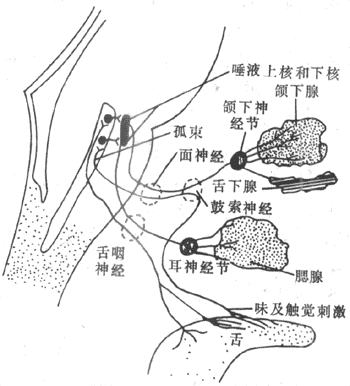 唾液上核和下核
颌下腺
颌下神
经节
孤束
面神经
舌下腺
鼓索神经
舌咽
神经
耳神经节
腮腺
味及触觉刺激
舌